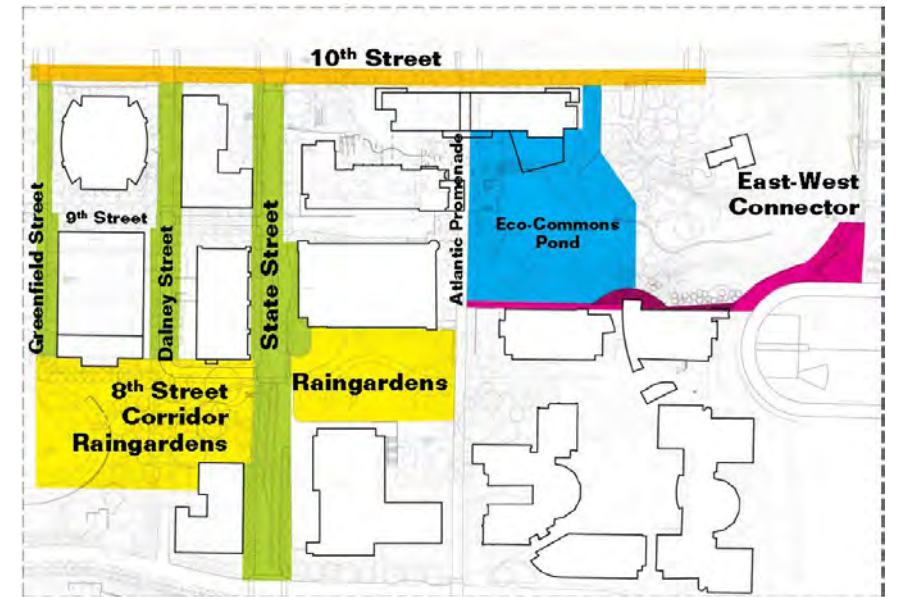 10th Street
Greenfield Street
9th Street
Dalney Street
State Street
Atlantic Promenade
Eco-Commons
Pond
East-West
Connector
8th Street
Corridor
Raingardens
Raingardens